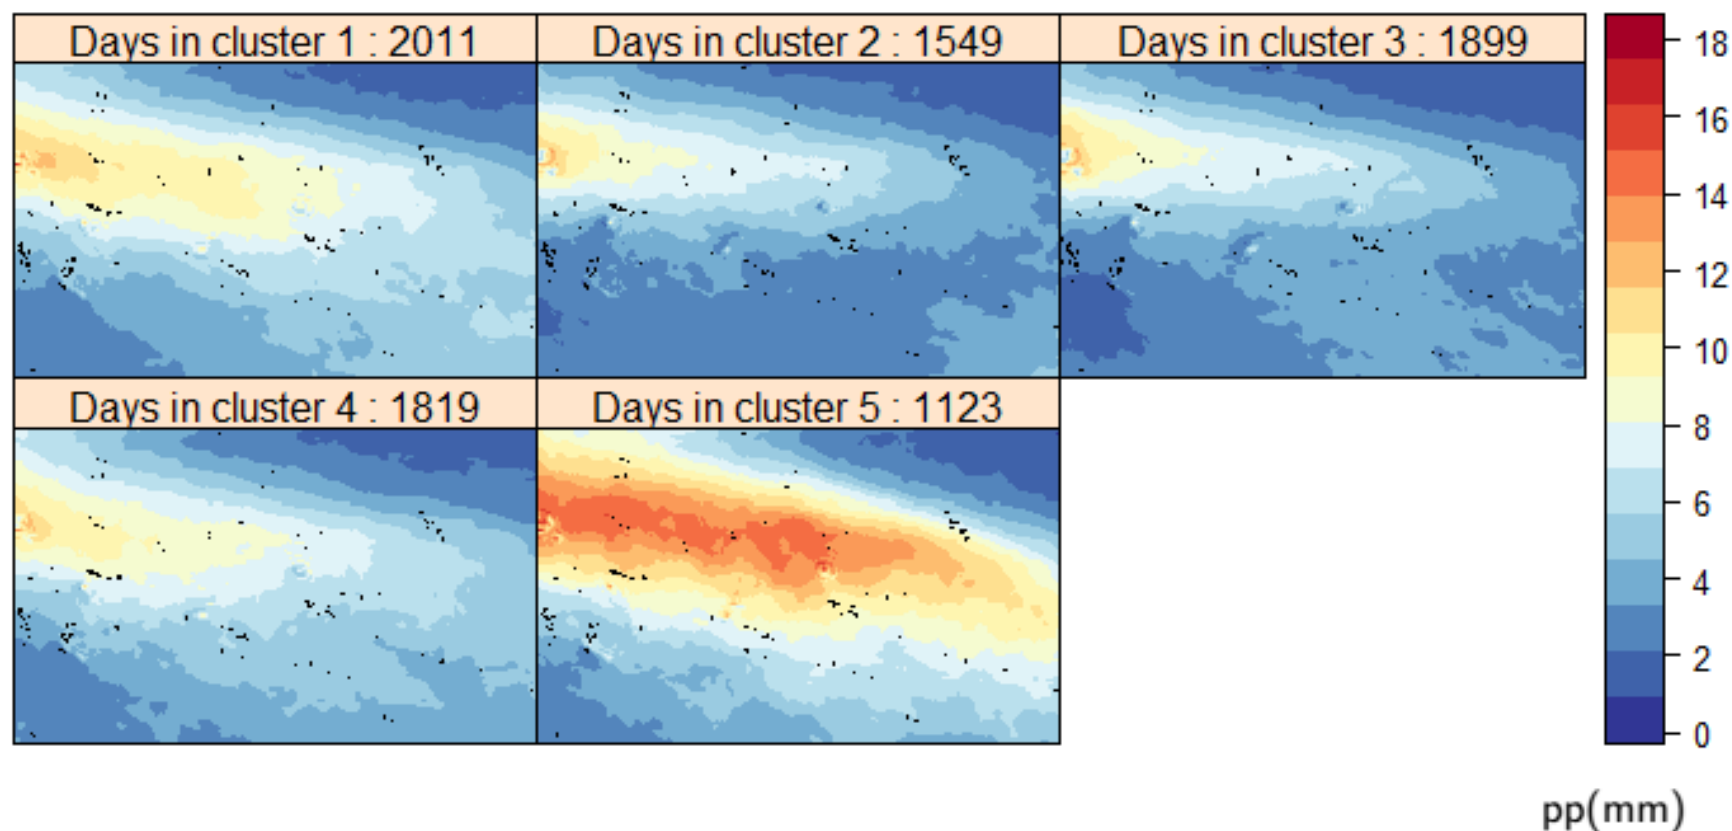 Days in cluster 1 : 2011
Days in cluster 2 : 1549
Days in cluster 3 : 1899
Days in cluster 4 : 1819
Days in cluster 5 : 1123
18
16
14
12
10
8
6
4
2
0
pp(mm)